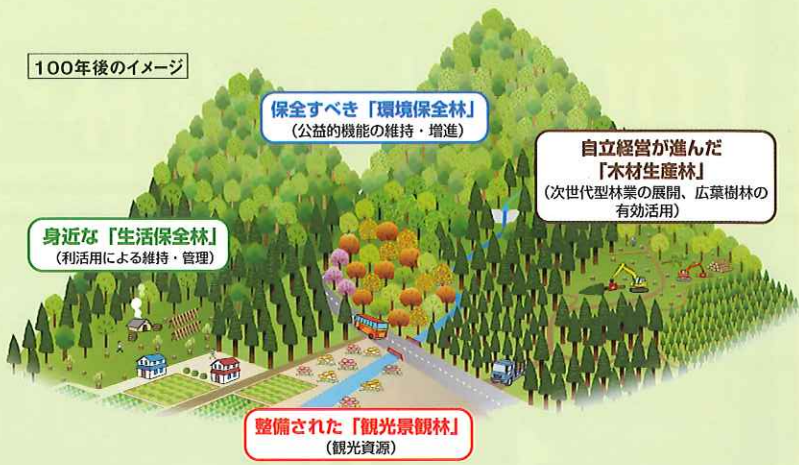 100年後のイメージ
保全すべき「環境保全林」
(公益的機能の維持・増進)
自立経営が進んだ
「木材生産林」
(次世代型林業の展開、広葉樹林の
有効活用)
身近な「生活保全林」
(利活用による維持・管理)
整備された「観光景観林」
(観光資源)